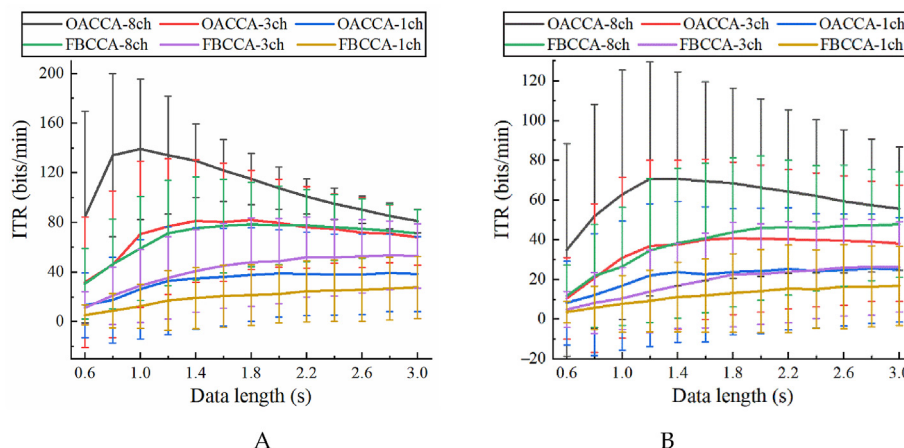 OACCA-8ch OACCA-3ch OACCA-1ch
FBCCA-8ch FBCCA-3ch FBCCA-1ch
200
160
120
80
40
0
ITR (bits/min)
0.6 1.0 1.4 1.8 2.2 2.6 3.0
Data length (s)
A
OACCA-8ch OACCA-3ch OACCA-1ch
FBCCA-8ch FBCCA-3ch FBCCA-1ch
120
100
80
60
40
20
0
−20
ITR (bits/min)
0.6 1.0 1.4 1.8 2.2 2.6 3.0
Data length (s)
B